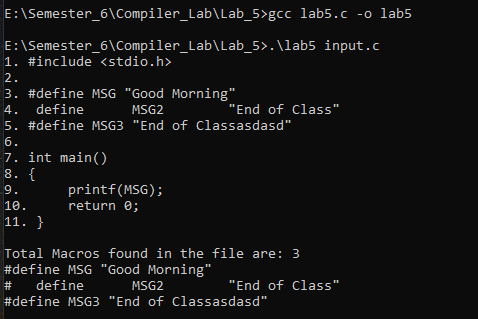 E:\Semester_6\Compiler_Lab\Lab_5>gcc lab5.c -o lab5
E:\Semester_6\Compiler_Lab\Lab_5>.\lab5 input.c
1. #include <stdio.h>
2.
3. #define MSG "Good Morning"
4.  define      MSG2        "End of Class"
5. #define MSG3 "End of Classasdasd"
6.
7. int main()
8. {
9.      printf(MSG);
10.      return 0;
11. }
Total Macros found in the file are: 3
#define MSG "Good Morning"
#   define      MSG2        "End of Class"
#define MSG3 "End of Classasdasd"